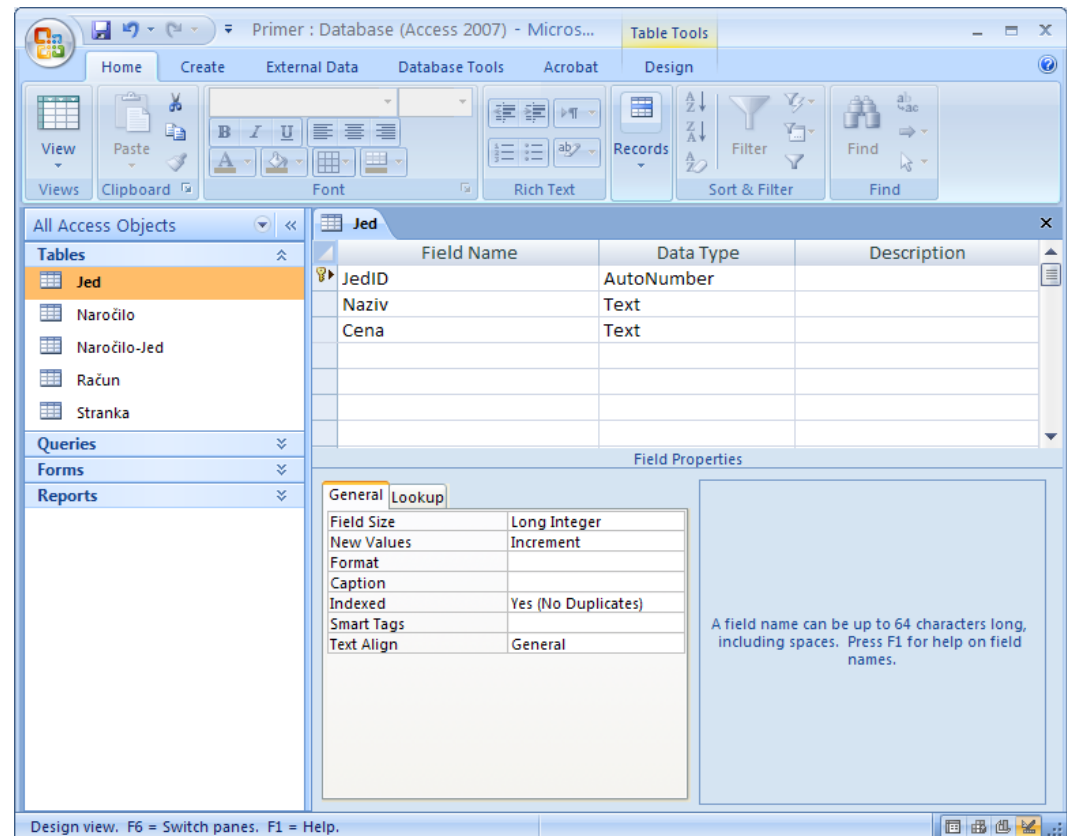 Primer : Database (Access 2007) - Micros...
Table Tools
Home Create External Data Database Tools Acrobat Design
View
Paste
B I U
A
ab
Records
A Z
Z A
A Z
Filter
ab ac
Find
Views Clipboard Font Rich Text Sort & Filter Find
All Access Objects
Tables
Jed
Naročilo
Naročilo-Jed
Račun
Stranka
Queries
Forms
Reports
Jed
Field Name Data Type Description
JedID AutoNumber
Naziv Text
Cena Text
Field Properties
General Lookup
Field Size Long Integer
New Values Increment
Format
Caption
Indexed Yes (No Duplicates)
Smart Tags
Text Align General
A field name can be up to 64 characters long,
including spaces. Press F1 for help on field
names.
Design view. F6 = Switch panes. F1 = Help.